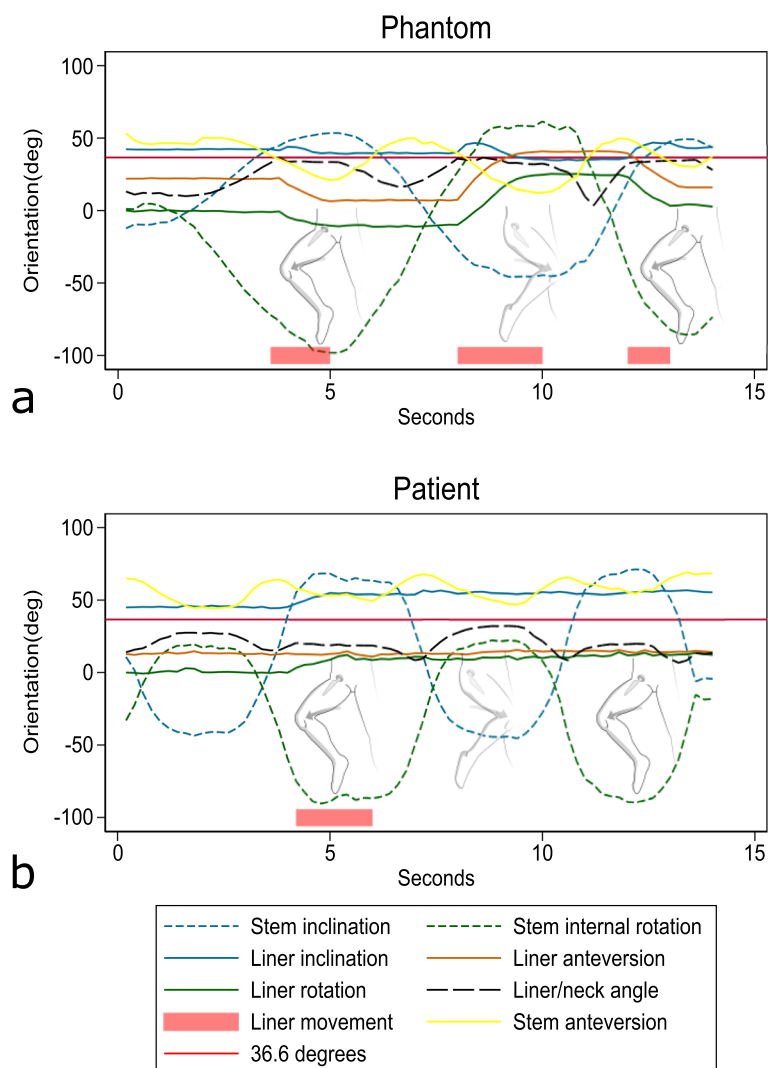 Phantom
100
50
0
-50
-100
Orientation(deg)
0
5
10
15
Seconds
a
Patient
100
50
0
-50
-100
Orientation(deg)
0
5
10
15
Seconds
b
Stem inclination
Stem internal rotation
Liner inclination
Liner anteversion
Liner rotation
Liner/neck angle
Liner movement
Stem anteversion
36.6 degrees